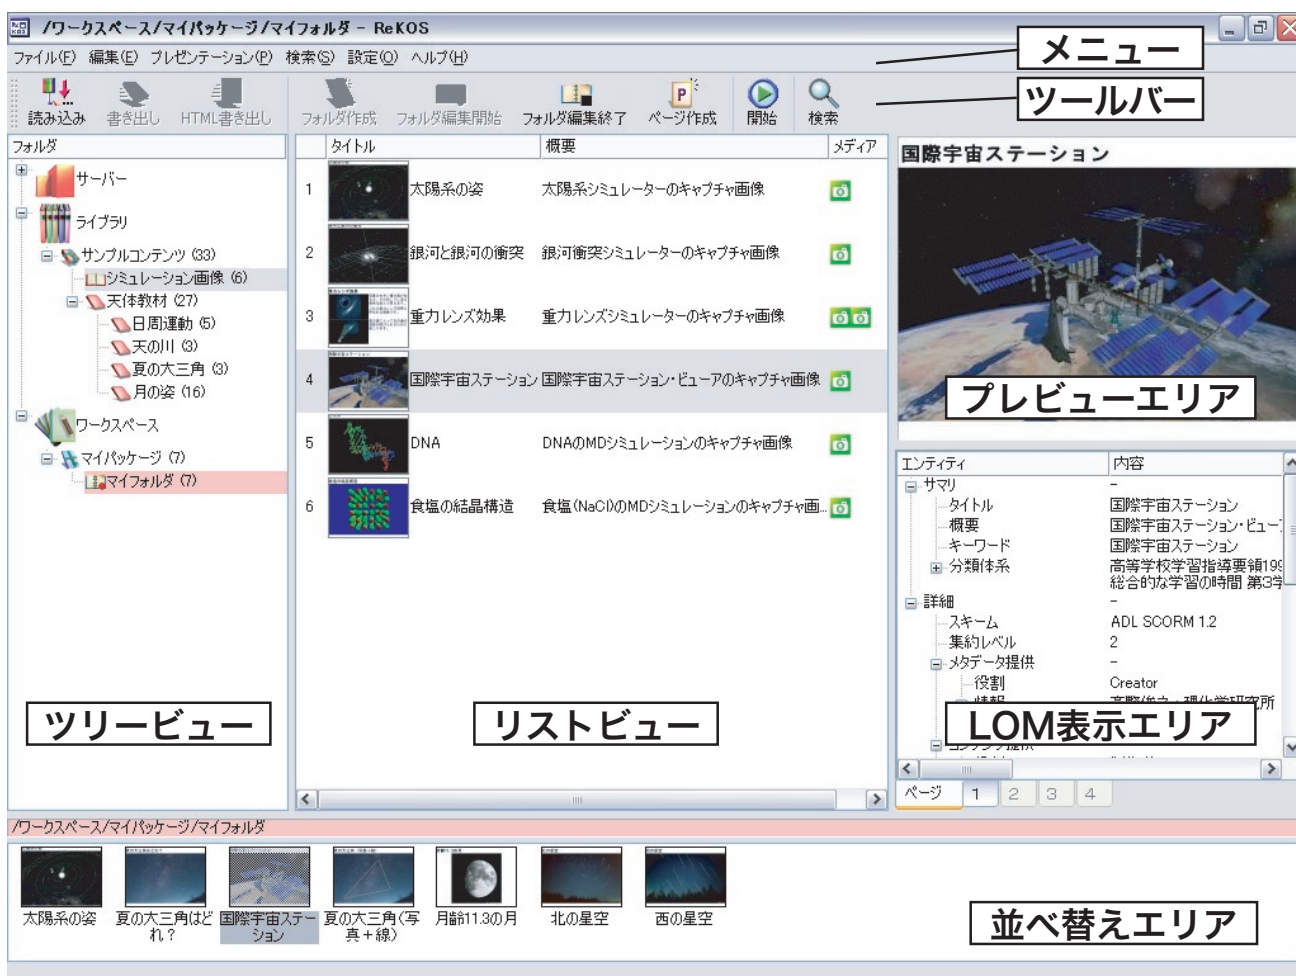 /ワークスペース/マイパッケージ/マイフォルダ - ReKOS
ファイル(F) 編集(E) プレゼンテーション(P) 検索(S) 設定(O) ヘルプ(H)
メニュー
読み込み 書き出し HTML書き出し フォルダ作成 フォルダ編集開始 フォルダ編集終了 ページ作成 開始 検索
ツールバー
フォルダ
サーバー
ライブラリ
サンプルコンテンツ (33)
シミュレーション画像 (6)
天体教材 (27)
日周運動 (5)
天の川 (3)
夏の大三角 (3)
月の姿 (16)
ワークスペース
マイパッケージ (7)
マイフォルダ (7)
ツリービュー
タイトル 概要 メディア
1 太陽系の姿 太陽系シミュレーターのキャプチャ画像
2 銀河と銀河の衝突 銀河衝突シミュレーターのキャプチャ画像
3 重力レンズ効果 重力レンズシミュレーターのキャプチャ画像
4 国際宇宙ステーション 国際宇宙ステーション・ビューアのキャプチャ画像
5 DNA DNAのMDシミュレーションのキャプチャ画像
6 食塩の結晶構造 食塩(NaCl)のMDシミュレーションのキャプチャ画...
リストビュー
国際宇宙ステーション
プレビューエリア
エンティティ 内容
サマリ -
タイトル 国際宇宙ステーション
概要 国際宇宙ステーション・ビュー
キーワード 国際宇宙ステーション
分類体系 高等学校学習指導要領199
総合的な学習の時間 第3学
詳細 -
スキーム ADL SCORM 1.2
集約レベル 2
メタデータ提供 -
役割 Creator
LOM表示エリア
ページ 1 2 3 4
/ワークスペース/マイパッケージ/マイフォルダ
太陽系の姿
夏の大三角はど
れ?
国際宇宙ステー
ション
夏の大三角(写
真+線)
月齢11.3の月
北の星空
西の星空
並べ替えエリア